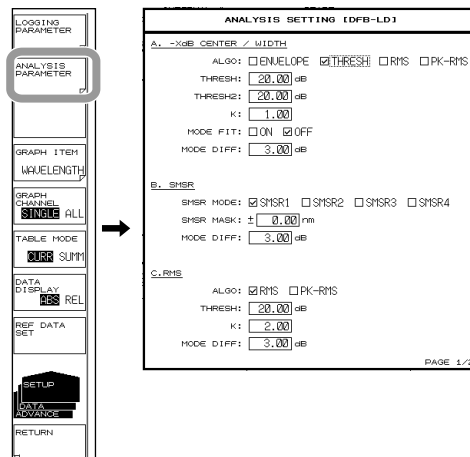 LOGGING
PARAMETER
ANALYSIS
PARAMETER
GRAPH ITEM
WAVELENGTH
GRAPH
CHANNEL
SINGLE ALL
TABLE MODE
CURR SUMM
DATA
DISPLAY
ABS REL
REF DATA
SET
SETUP
DATA
ADVANCE
RETURN
ANALYSIS SETTING [DFB-LD]
A. -XdB CENTER / WIDTH
ALGO: ☐ENVELOPE ☑THRESH ☐RMS ☐PK-RMS
THRESH: 20.00 dB
THRESH2: 20.00 dB
K: 1.00
MODE FIT: ☐ON ☑OFF
MODE DIFF: 3.00 dB
B. SMSR
SMSR MODE: ☑SMSR1 ☐SMSR2 ☐SMSR3 ☐SMSR4
SMSR MASK: ± 0.00 nm
MODE DIFF: 3.00 dB
C.RMS
ALGO: ☑RMS ☐PK-RMS
THRESH: 20.00 dB
K: 2.00
MODE DIFF: 3.00 dB
PAGE 1/2